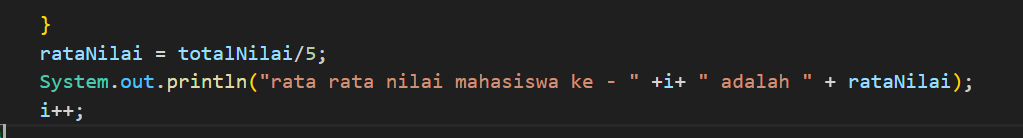 }
rataNilai = totalNilai/5;
System.out.println("rata rata nilai mahasiswa ke - " +i+ " adalah " + rataNilai);
i++;